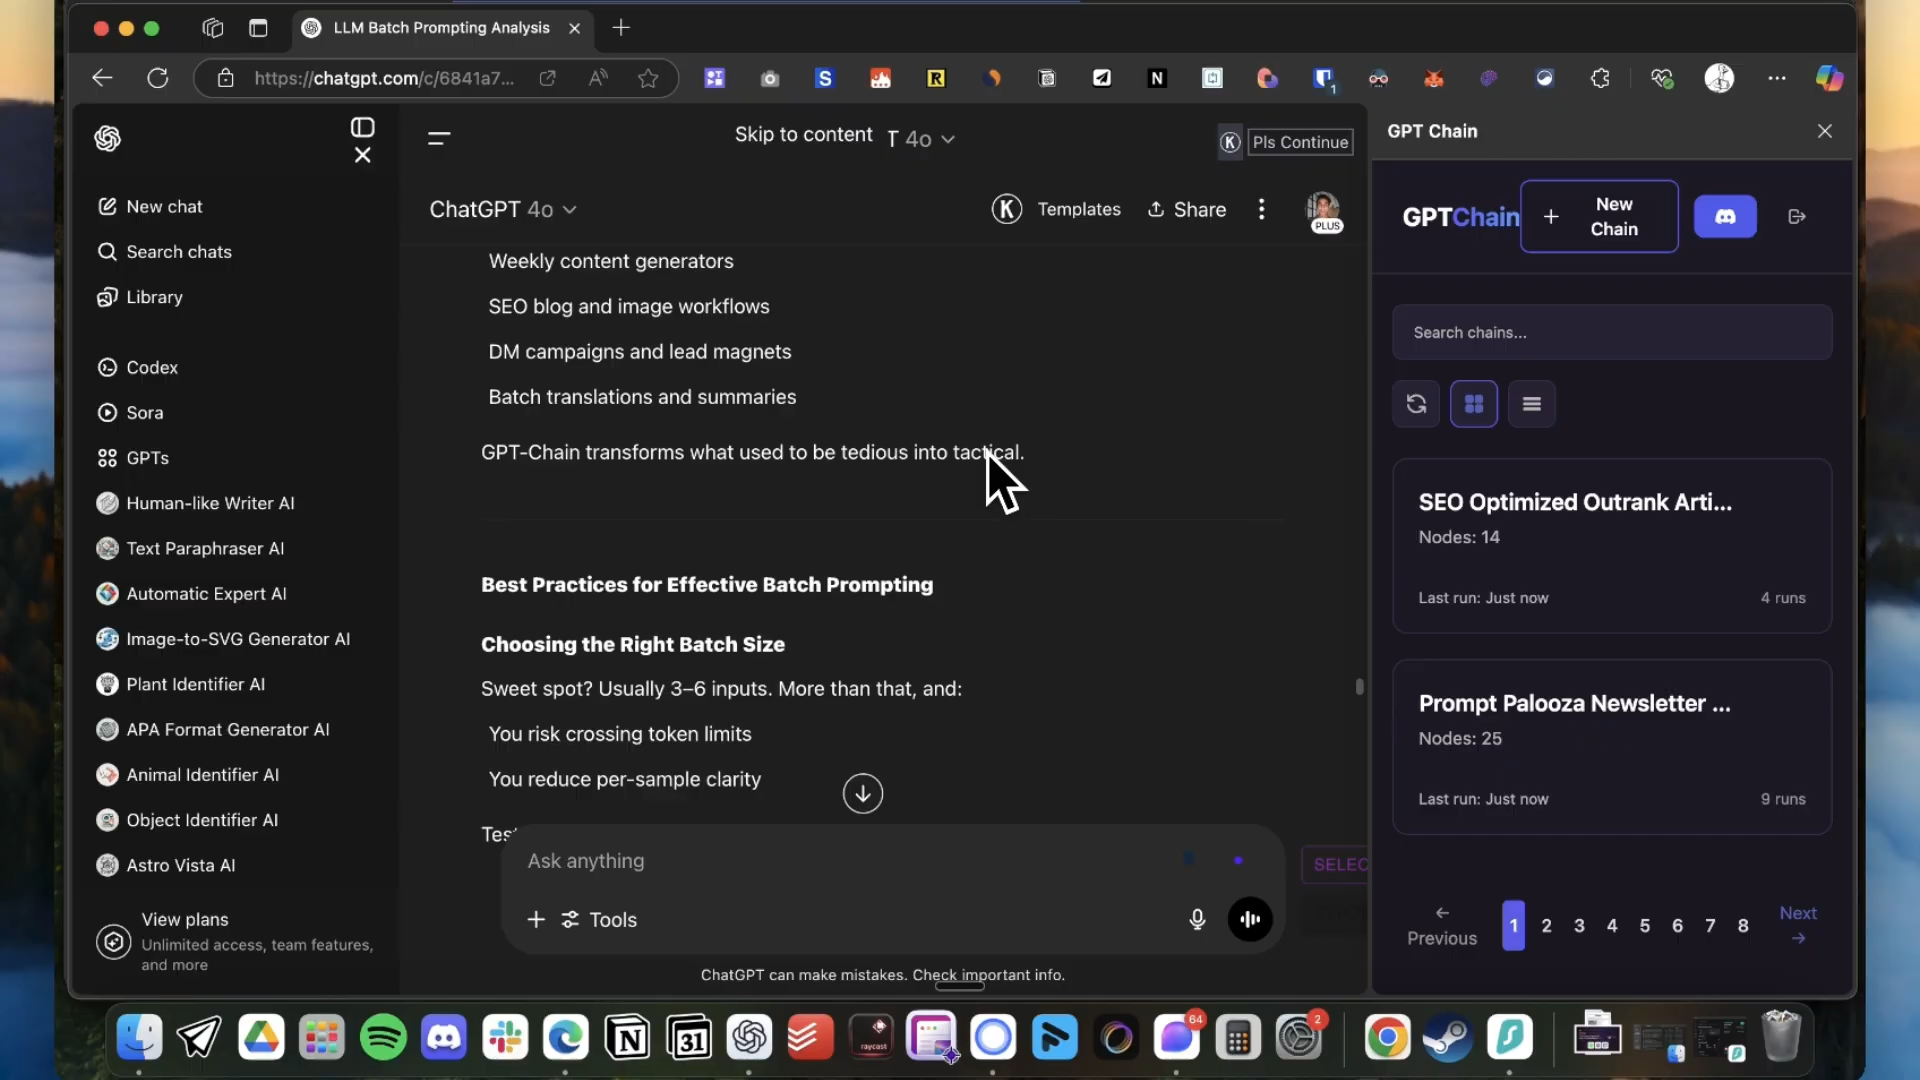 LLM Batch Prompting Analysis
https://chatgpt.com/c/6841a7...
New chat
Search chats
Library
Codex
Sora
GPTs
Human-like Writer AI
Text Paraphraser AI
Automatic Expert AI
Image-to-SVG Generator AI
Plant Identifier AI
APA Format Generator AI
Animal Identifier AI
Object Identifier AI
Astro Vista AI
View plans
Unlimited access, team features,
and more
Skip to content T 4o
K Pls Continue
ChatGPT 4o
K Templates Share
PLUS
Weekly content generators
SEO blog and image workflows
DM campaigns and lead magnets
Batch translations and summaries
GPT-Chain transforms what used to be tedious into tactical.
Best Practices for Effective Batch Prompting
Choosing the Right Batch Size
Sweet spot? Usually 3–6 inputs. More than that, and:
You risk crossing token limits
You reduce per-sample clarity
Test
Ask anything
SELEC
Tools
ChatGPT can make mistakes. Check important info.
GPT Chain
GPTChain
New
Chain
Search chains...
SEO Optimized Outrank Arti...
Nodes: 14
Last run: Just now 4 runs
Prompt Palooza Newsletter ...
Nodes: 25
Last run: Just now 9 runs
Previous 1 2 3 4 5 6 7 8 Next
31
raycast
64
2